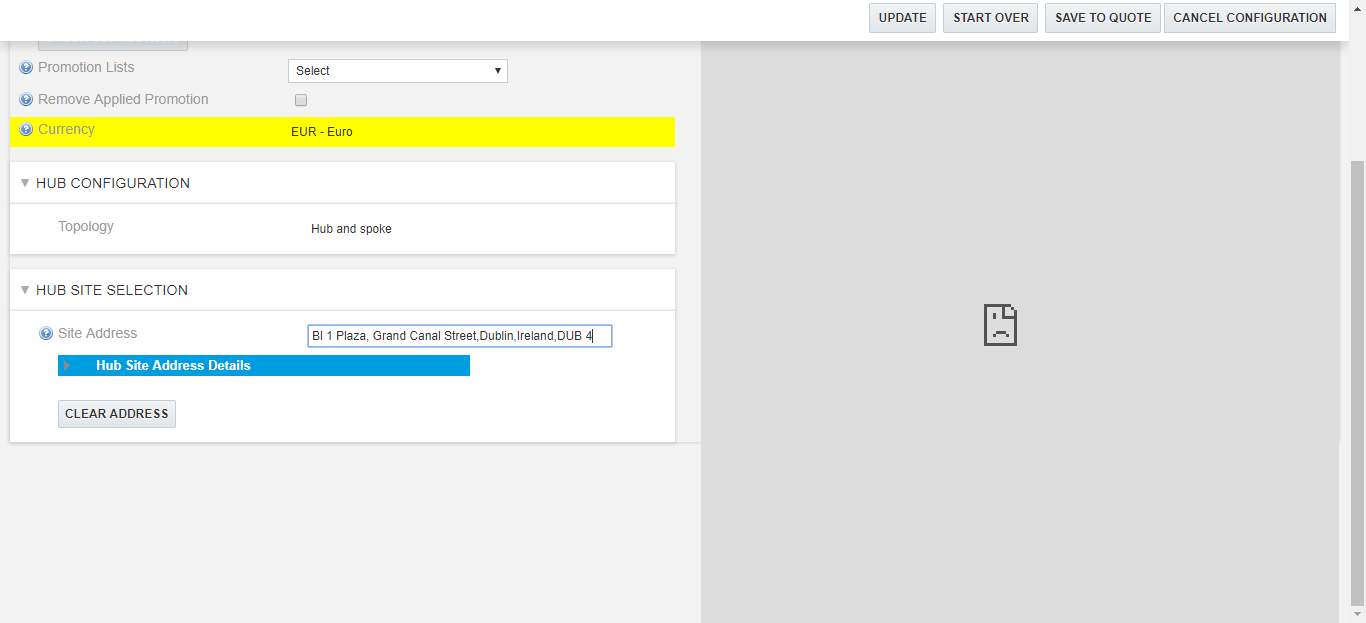 UPDATE START OVER SAVE TO QUOTE CANCEL CONFIGURATION
Promotion Lists Select
Remove Applied Promotion
Currency EUR - Euro
HUB CONFIGURATION
Topology Hub and spoke
HUB SITE SELECTION
Site Address Bl 1 Plaza, Grand Canal Street,Dublin,Ireland,DUB 4
Hub Site Address Details
CLEAR ADDRESS